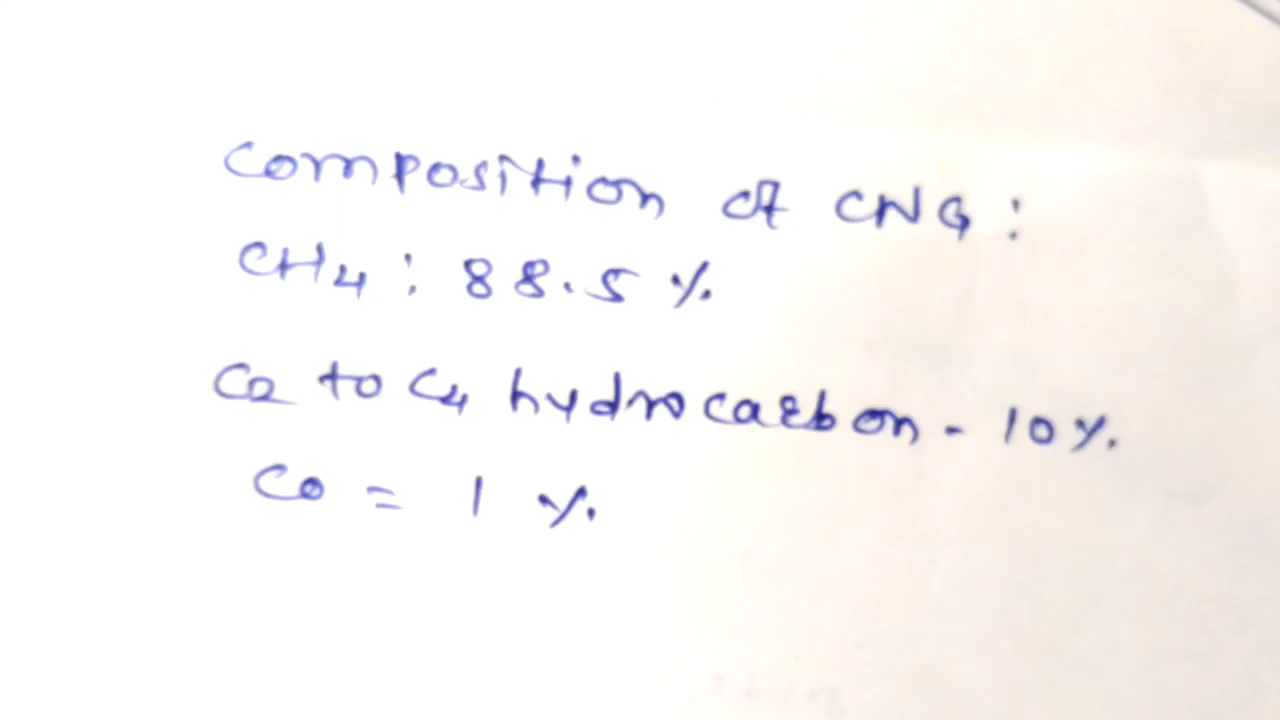 Composition of CNG :
CH4 : 88.5 %
C2 to C4 hydrocarbon - 10%.
CO = 1 %.